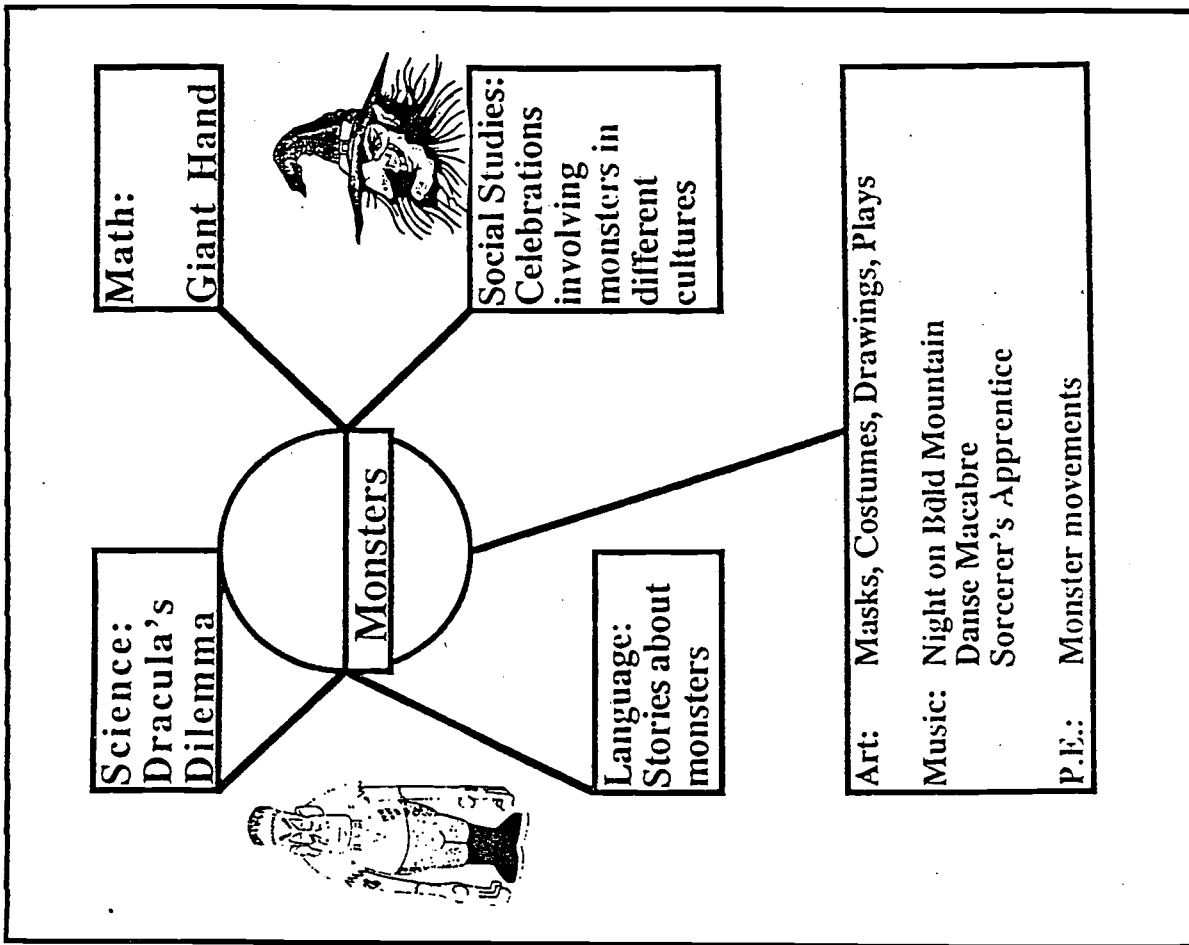 Science:
Dracula's
Dilemma
Math:
Giant Hand
Monsters
Language:
Stories about
monsters
Social Studies:
Celebrations
involving
monsters in
different
cultures
Art: Masks, Costumes, Drawings, Plays
Music: Night on Bald Mountain
Danse Macabre
Sorcerer's Apprentice
P.E.: Monster movements